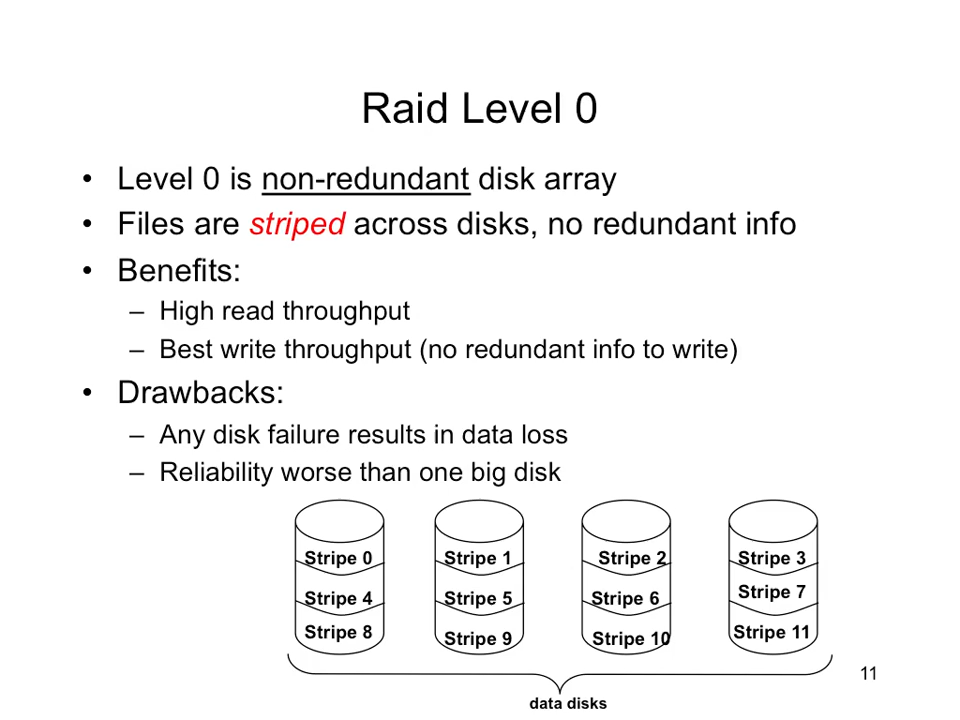 Raid Level 0
• Level 0 is non-redundant disk array
• Files are striped across disks, no redundant info
• Benefits:
– High read throughput
– Best write throughput (no redundant info to write)
• Drawbacks:
– Any disk failure results in data loss
– Reliability worse than one big disk
Stripe 0 Stripe 1 Stripe 2 Stripe 3
Stripe 4 Stripe 5 Stripe 6 Stripe 7
Stripe 8 Stripe 9 Stripe 10 Stripe 11
data disks
11